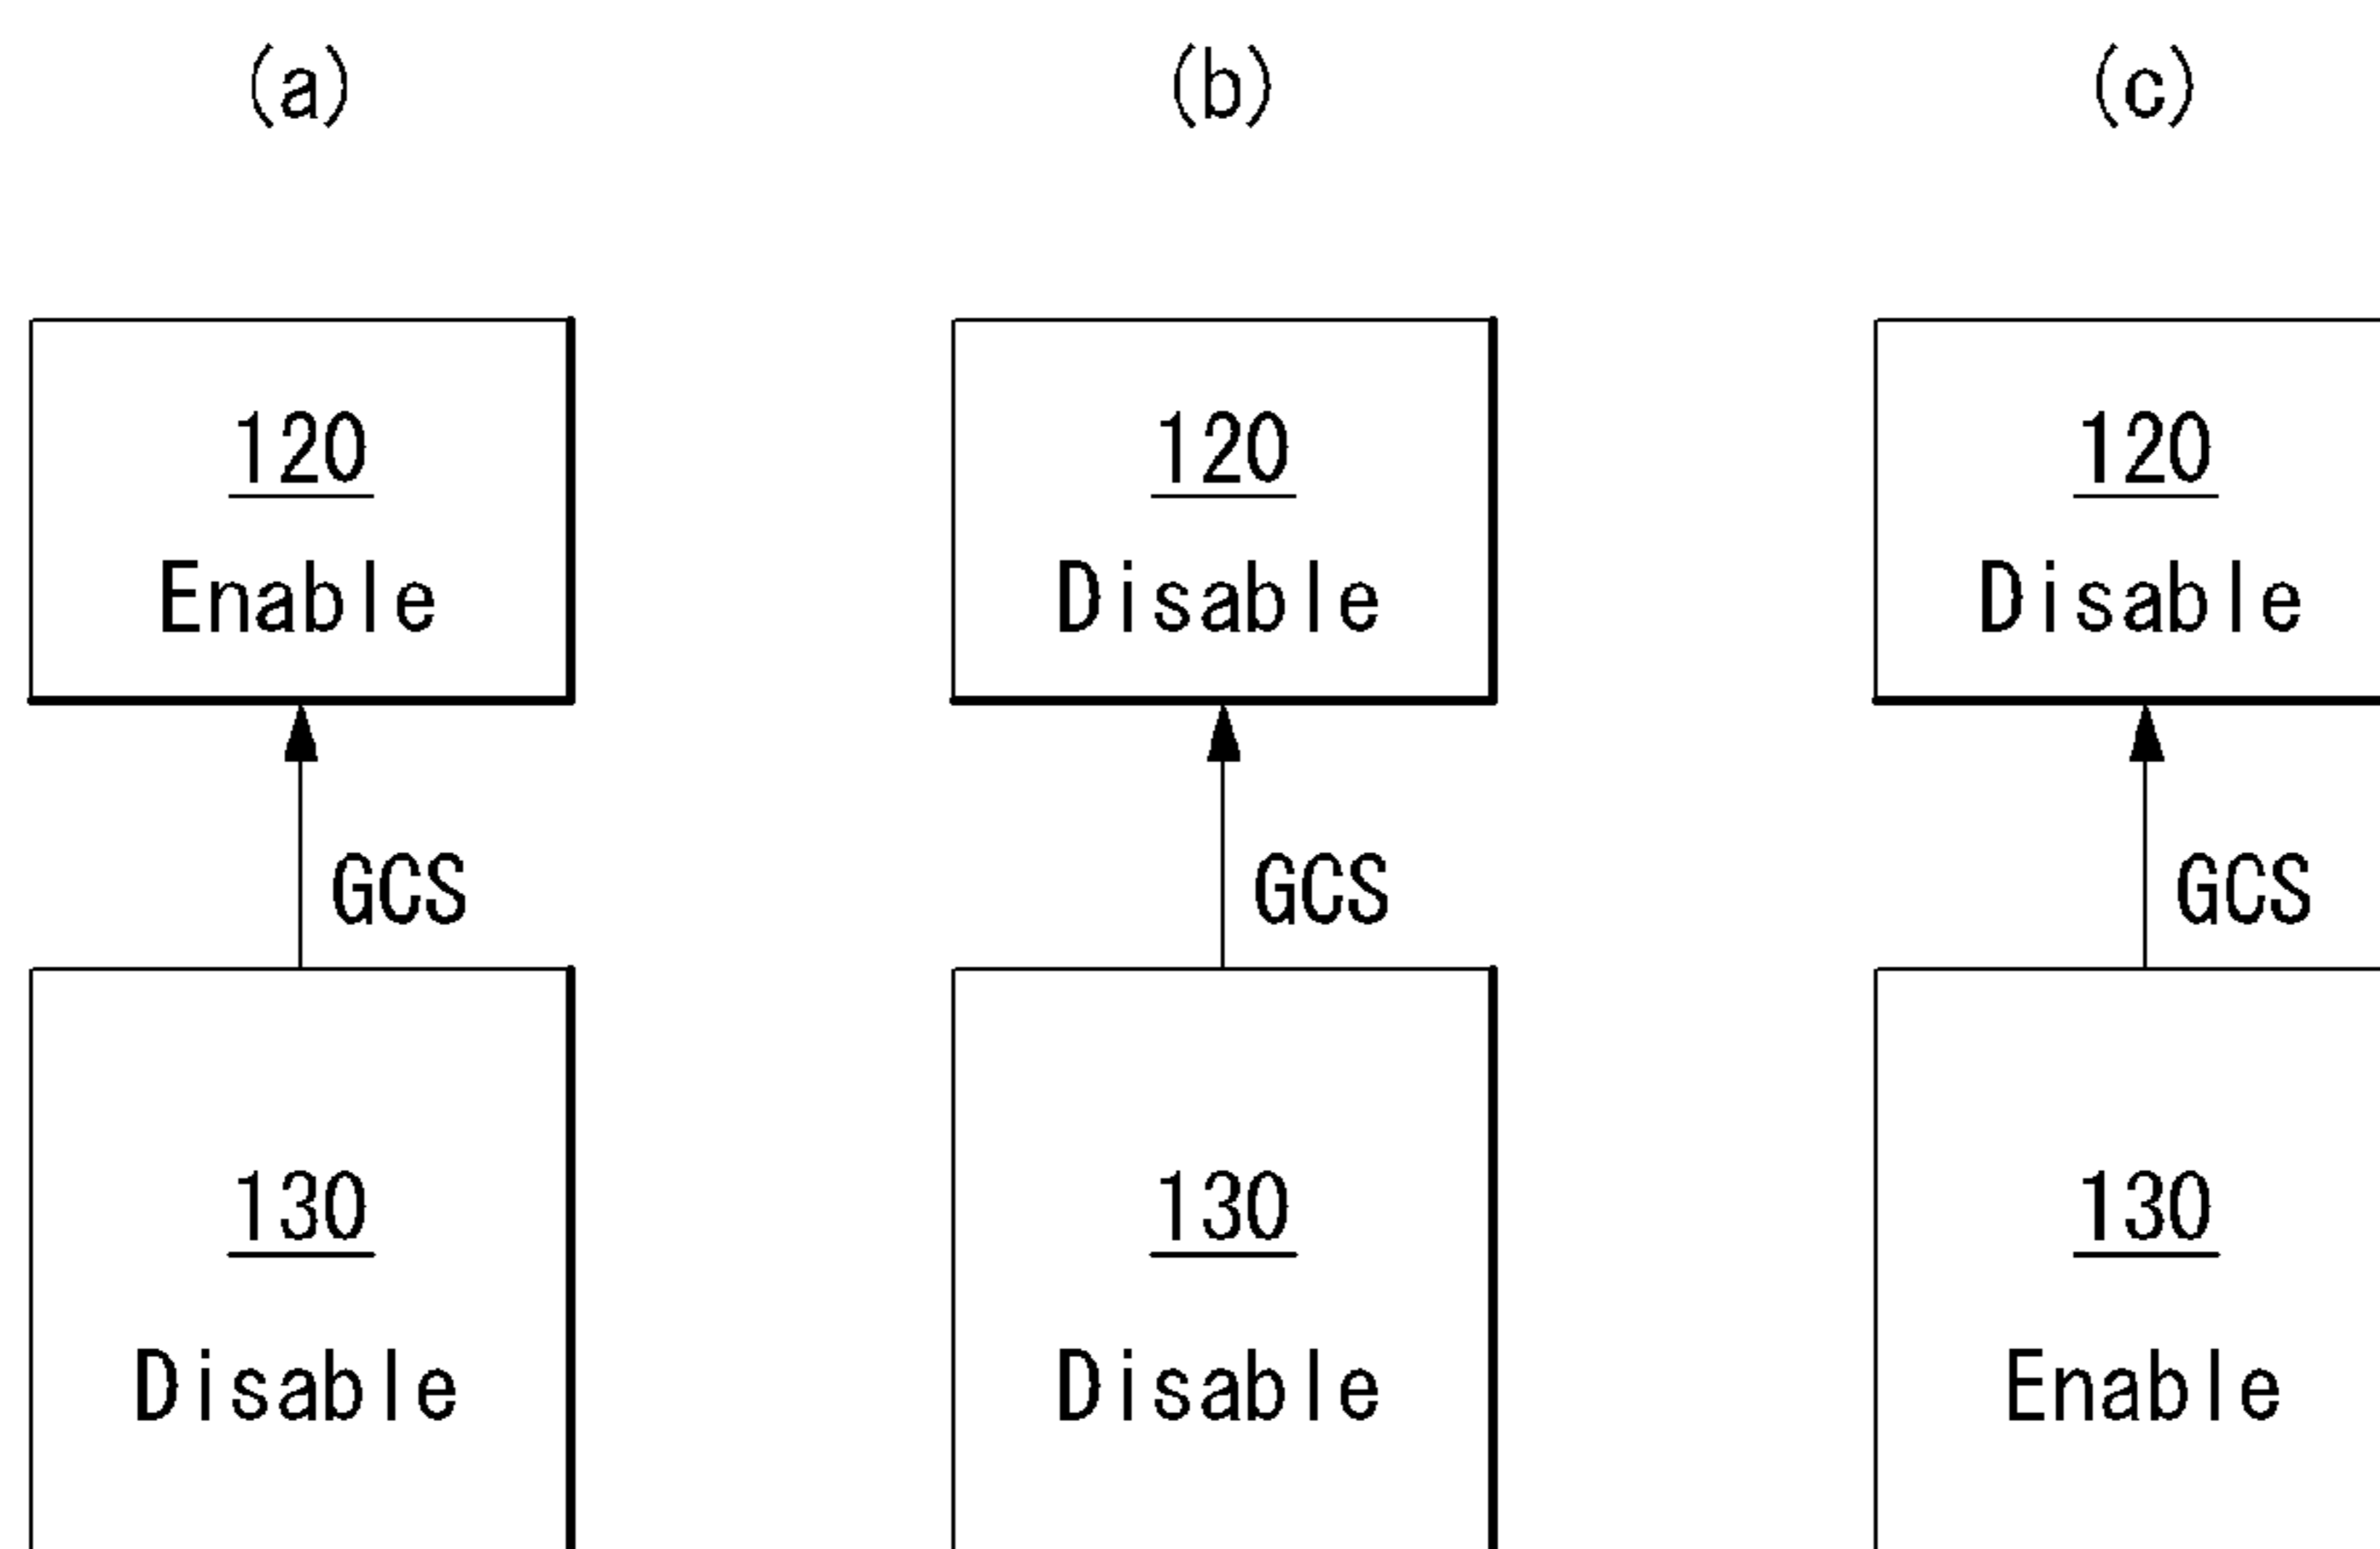 (a) (b) (c)
120 120 120
Enable Disable Disable
GCS GCS GCS
130 130 130
Disable Disable Enable